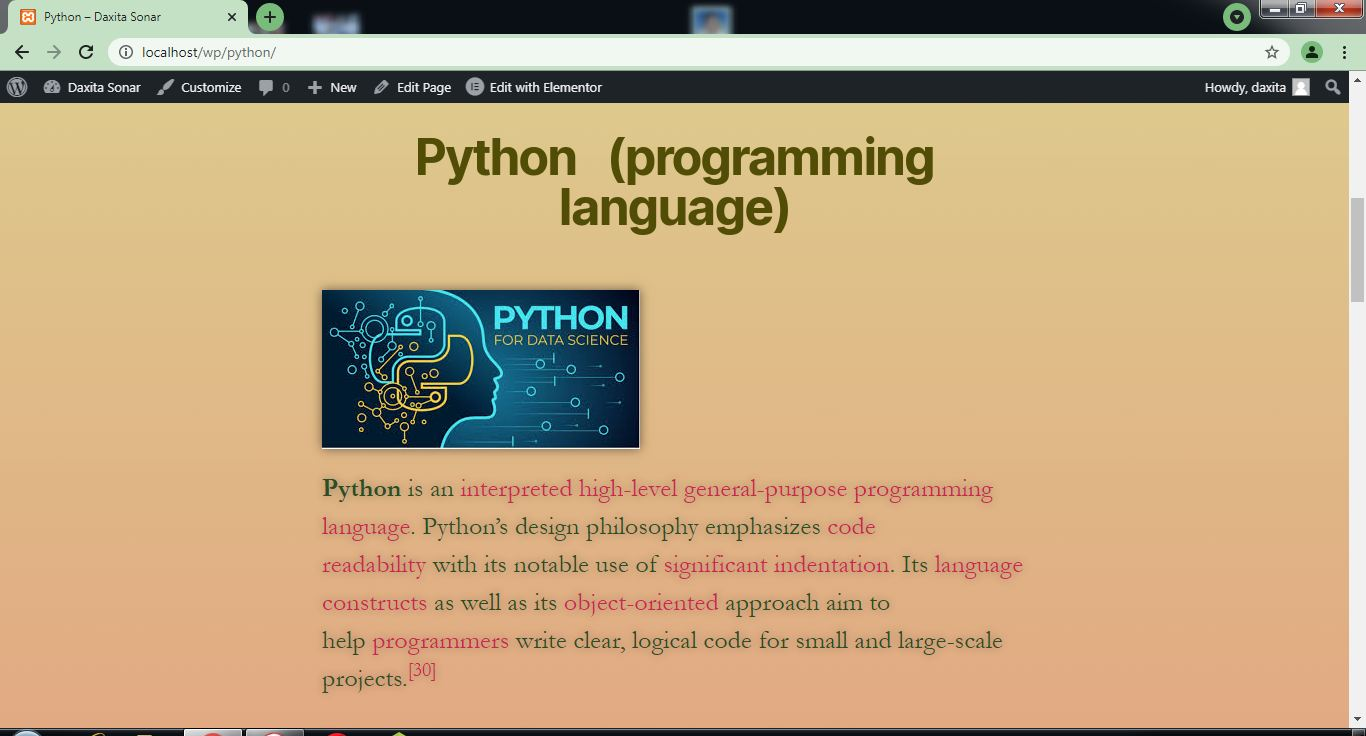 Python – Daxita Sonar
localhost/wp/python/
Daxita Sonar Customize 0 New Edit Page Edit with Elementor Howdy, daxita
Python (programming
language)
PYTHON
FOR DATA SCIENCE
Python is an interpreted high-level general-purpose programming
language. Python’s design philosophy emphasizes code
readability with its notable use of significant indentation. Its language
constructs as well as its object-oriented approach aim to
help programmers write clear, logical code for small and large-scale
projects.[30]